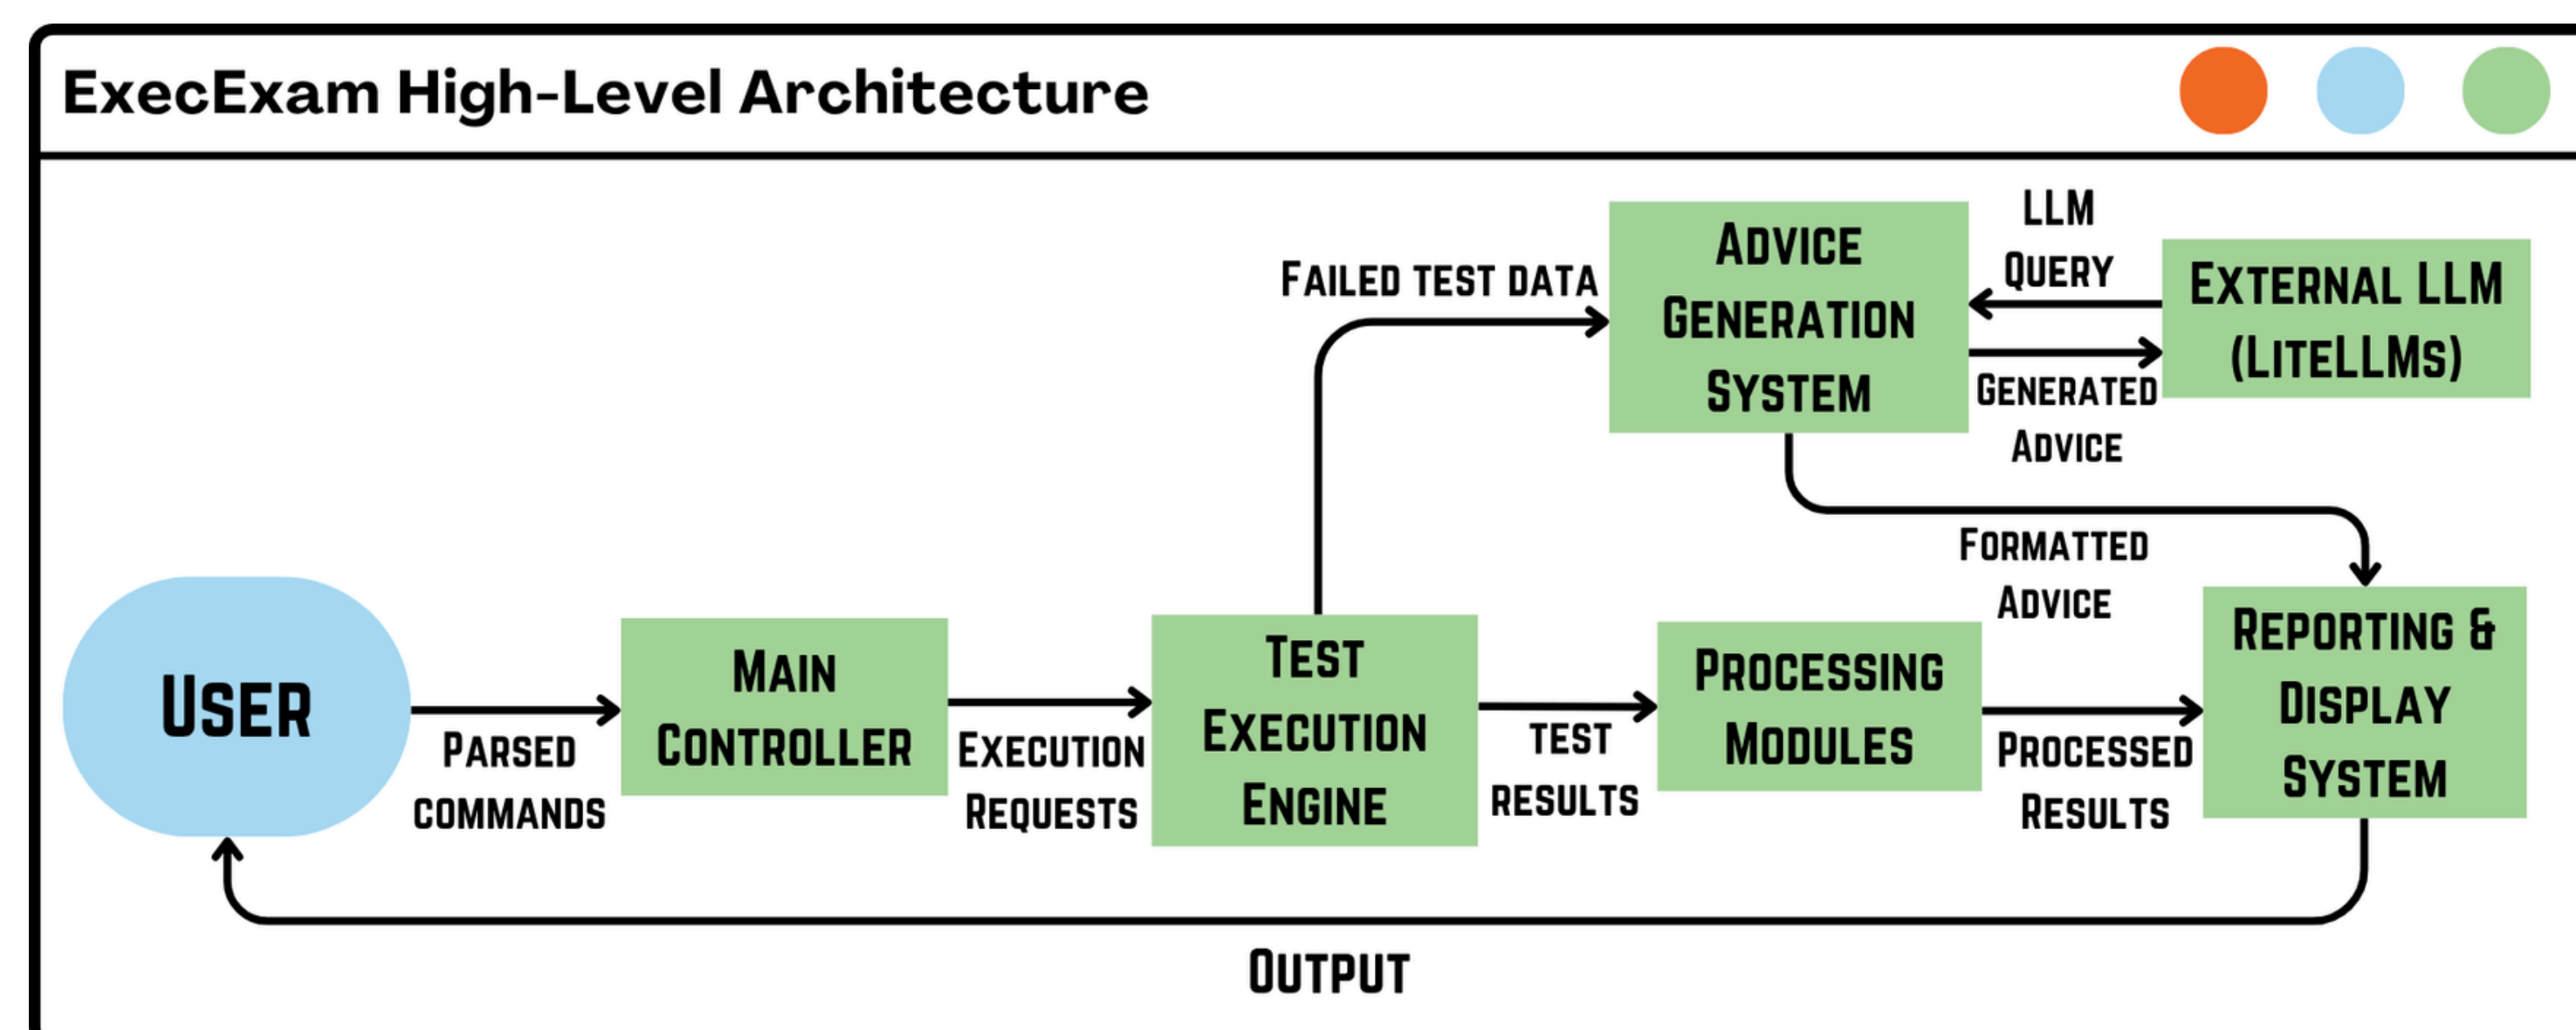 ExecExam High-Level Architecture
LLM
Query
Advice
Generation
System
External LLM
(LiteLLMs)
Failed test data
Generated
Advice
Formatted
Advice
User
Parsed
commands
Main
Controller
Execution
Requests
Test
Execution
Engine
test
results
Processing
Modules
Processed
Results
Reporting &
Display
System
Output